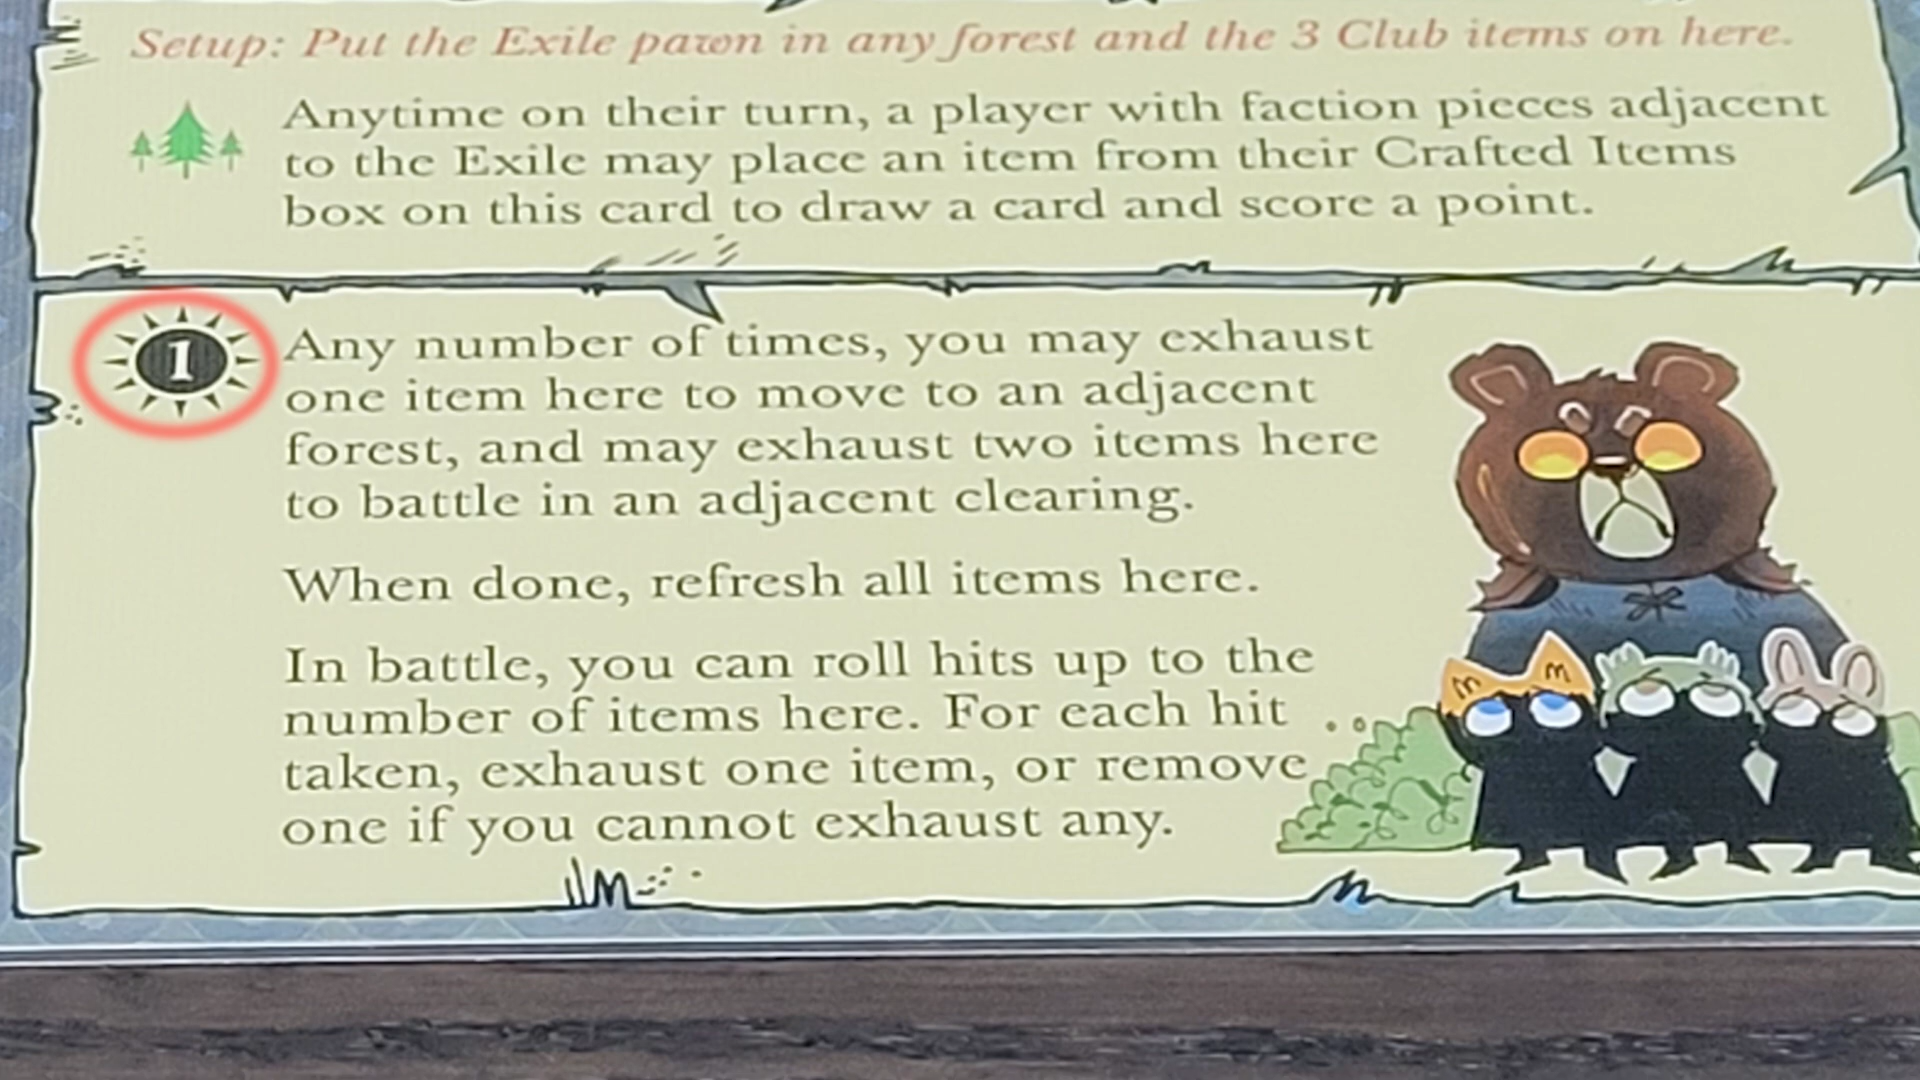 Setup: Put the Exile pawn in any forest and the 3 Club items on here.
Anytime on their turn, a player with faction pieces adjacent
to the Exile may place an item from their Crafted Items
box on this card to draw a card and score a point.
1
Any number of times, you may exhaust
one item here to move to an adjacent
forest, and may exhaust two items here
to battle in an adjacent clearing.
When done, refresh all items here.
In battle, you can roll hits up to the
number of items here. For each hit
taken, exhaust one item, or remove
one if you cannot exhaust any.